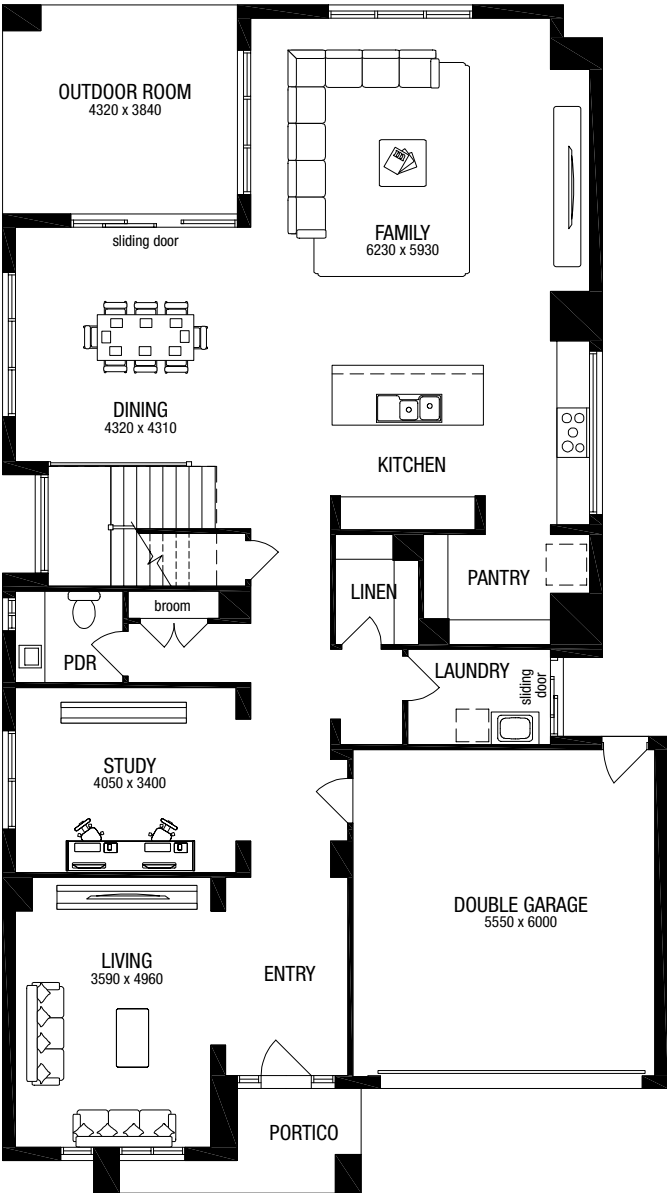 OUTDOOR ROOM
4320 x 3840
sliding door
FAMILY
6230 x 5930
DINING
4320 x 4310
KITCHEN
PANTRY
LINEN
broom
PDR
LAUNDRY
sliding
door
STUDY
4050 x 3400
DOUBLE GARAGE
5550 x 6000
LIVING
3590 x 4960
ENTRY
PORTICO